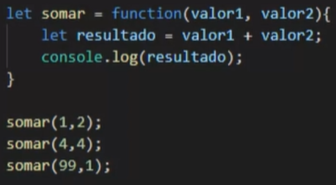 let somar = function(valor1, valor2){
    let resultado = valor1 + valor2;
    console.log(resultado);
}

somar(1,2);
somar(4,4);
somar(99,1);